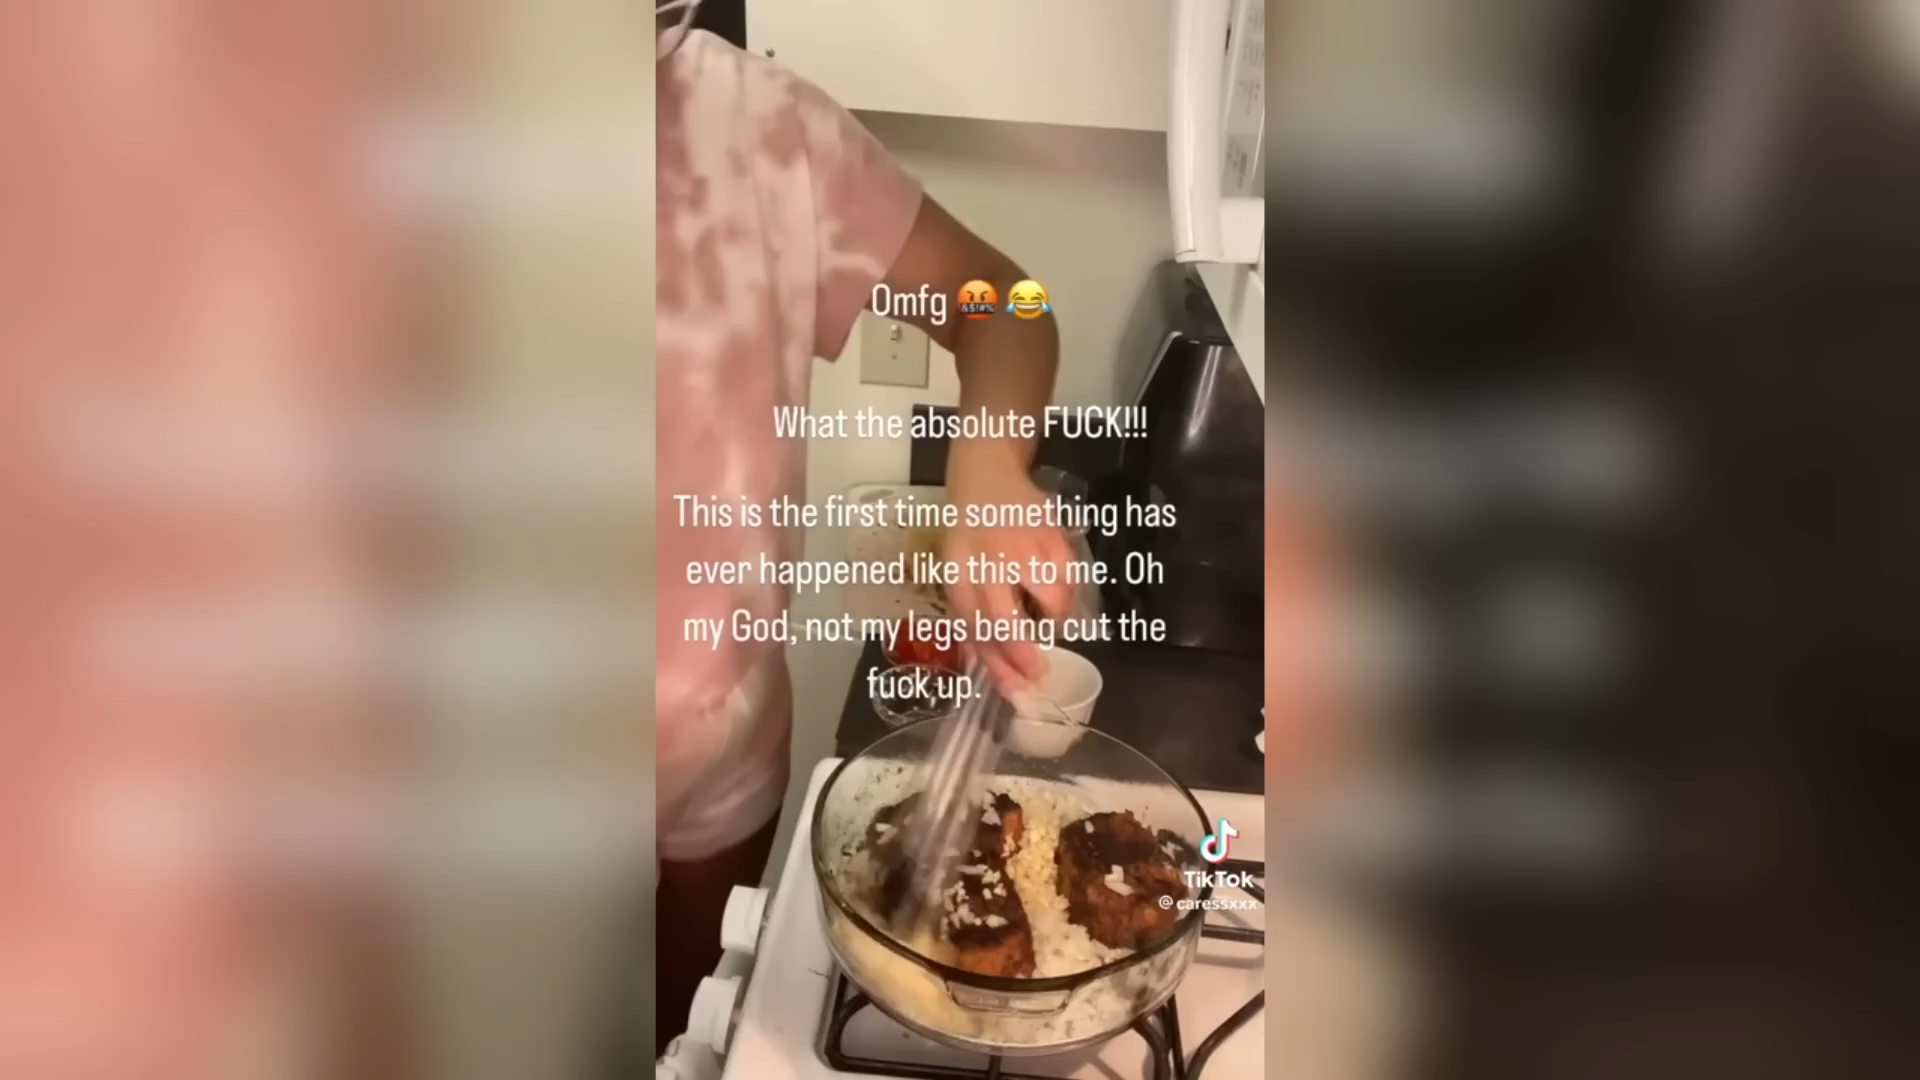 Omfg 🤬 😂
What the absolute FUCK!!!
This is the first time something has
ever happened like this to me. Oh
my God, not my legs being cut the
fuck up.
TikTok
@caressxxx